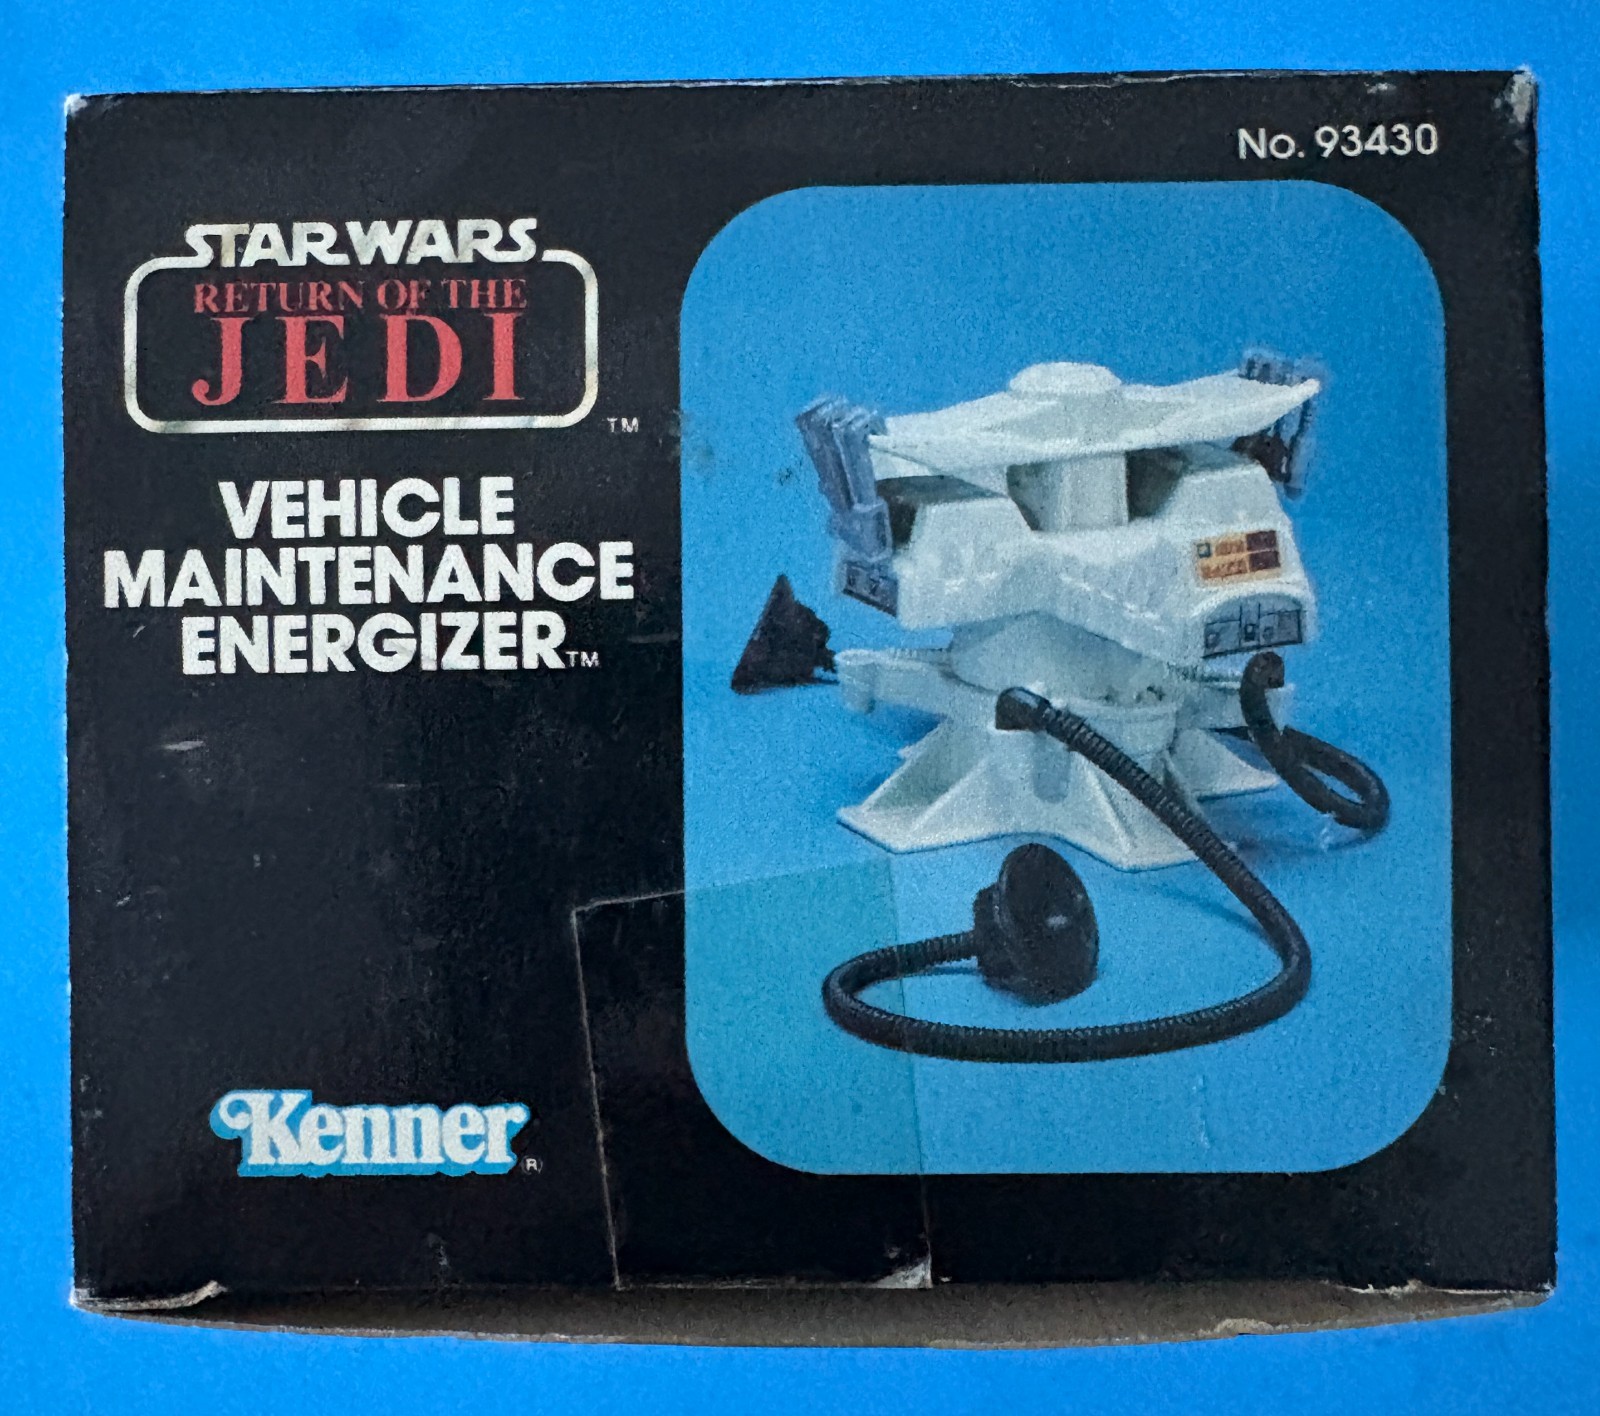 No. 93430
STAR WARS
RETURN OF THE
JEDI
TM
VEHICLE
MAINTENANCE
ENERGIZER TM
Kenner ®